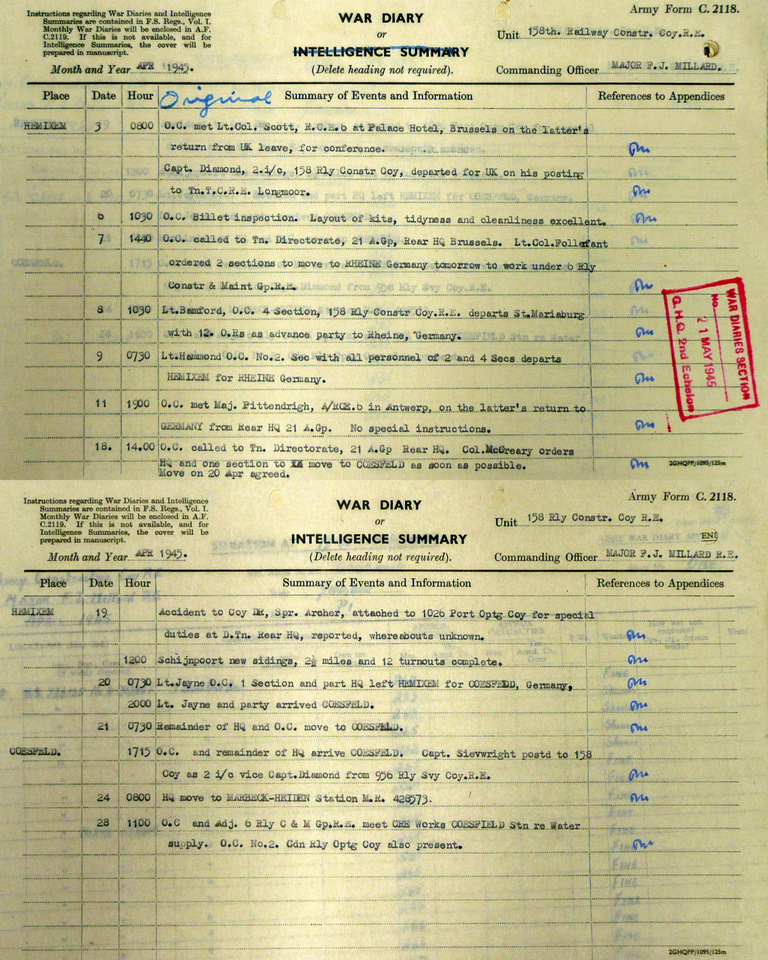 Instructions regarding War Diaries and Intelligence
Summaries are contained in F.S. Regs., Vol. I.
Monthly War Diaries will be enclosed in A.F.
C.2119. If this is not available, and for
Intelligence Summaries, the cover will be
prepared in manuscript.
Month and Year APR 1945.
WAR DIARY
or
INTELLIGENCE SUMMARY
(Delete heading not required).
Army Form C. 2118.
Unit 158th. Railway Constr. Coy.R.E.
Commanding Officer MAJOR F.J. MILLARD.
Place Date Hour Original Summary of Events and Information References to Appendices
HEMIXEM 3 0800 O.C. met Lt.Col. Scott, R.C.E.6 at Palace Hotel, Brussels on the latter's
return from UK leave, for conference.
Capt. Diamond, 2.i/c, 158 Rly Constr Coy, departed for UK on his posting
to Tn.T.C.R.E. Longmoor.
6 1030 O.C. Billet inspection. Layout of kits, tidyness and cleanliness excellent.
7 1440 O.C. called to Tn. Directorate, 21 A.Gp, Rear HQ Brussels. Lt.Col.Follenfant
ordered 2 sections to move to RHEINE Germany tomorrow to work under 6 Rly
Constr & Maint Gp.R.E.
8 1030 Lt.Bamford, O.C. 4 Section, 158 Rly Constr Coy.R.E. departs St.Mariaburg
with 12. O.Rs as advance party to Rheine, Germany.
9 0730 Lt.Hammond O.C. No.2. Sec with all personnel of 2 and 4 Secs departs
HEMIXEM for RHEINE Germany.
11 1900 O.C. met Maj. Pittendrigh, A/RCE.6 in Antwerp, on the latter's return to
GERMANY from Rear HQ 21 A.Gp. No special instructions.
18. 14.00 O.C. called to Tn. Directorate, 21 A.Gp Rear HQ. Col.McCreary orders
HQ and one section to move to COESFELD as soon as possible.
Move on 20 Apr agreed.
WAR DIARIES SECTION
No.
21 MAY 1945
G.H.Q. 2nd Echelon
2GHQPP/1095/125m
Instructions regarding War Diaries and Intelligence
Summaries are contained in F.S. Regs., Vol. I.
Monthly War Diaries will be enclosed in A.F.
C.2119. If this is not available, and for
Intelligence Summaries, the cover will be
prepared in manuscript.
Month and Year APR 1945.
WAR DIARY
or
INTELLIGENCE SUMMARY
(Delete heading not required).
Army Form C. 2118.
Unit 158 Rly Constr. Coy R.E.
Commanding Officer MAJOR F.J. MILLARD R.E.
Place Date Hour Summary of Events and Information References to Appendices
HEMIXEM 19 Accident to Coy DR, Spr. Archer, attached to 1026 Port Optg Coy for special
duties at D.Tn. Rear HQ, reported, whereabouts unknown.
1200 Schijnpoort new sidings, 2½ miles and 12 turnouts complete.
20 0730 Lt.Jayne O.C. 1 Section and part HQ left HEMIXEM for COESFELD, Germany,
2000 Lt. Jayne and party arrived COESFELD.
21 0730 Remainder of HQ and O.C. move to COESFELD.
COESFELD. 1715 O.C. and remainder of HQ arrive COESFELD. Capt. Sievwright postd to 158
Coy as 2 i/c vice Capt.Diamond from 956 Rly Svy Coy.R.E.
24 0800 HQ move to MARBECK-HEIDEN Station M.R. 428573.
28 1100 O.C and Adj. 6 Rly C & M Gp.R.E. meet CRE Works COESFIELD Stn re Water
supply. O.C. No.2. Cdn Rly Optg Coy also present.
2GHQPP/1095/125m